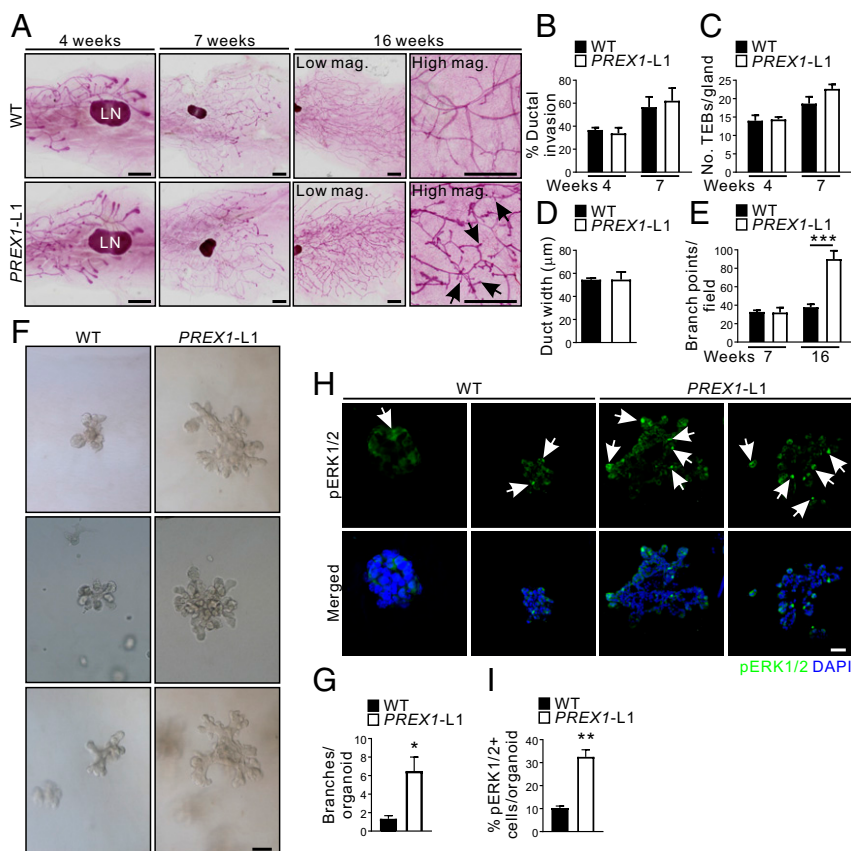 A
4 weeks
7 weeks
16 weeks
WT
LN
Low mag.
High mag.
PREX1-L1
LN
Low mag.
High mag.
B
WT
PREX1-L1
% Ductal
invasion
80
60
40
20
0
Weeks 4
7
C
WT
PREX1-L1
No. TEBs/gland
25
20
15
10
5
0
Weeks 4
7
D
WT
PREX1-L1
Duct width (μm)
80
60
40
20
0
E
WT
PREX1-L1
***
Branch points/
field
100
80
60
40
20
0
Weeks 7
16
F
WT
PREX1-L1
H
WT
PREX1-L1
pERK1/2
Merged
pERK1/2 DAPI
G
WT
PREX1-L1
*
Branches/
organoid
8
6
4
2
0
I
WT
PREX1-L1
**
% pERK1/2+
cells/organoid
40
30
20
10
0